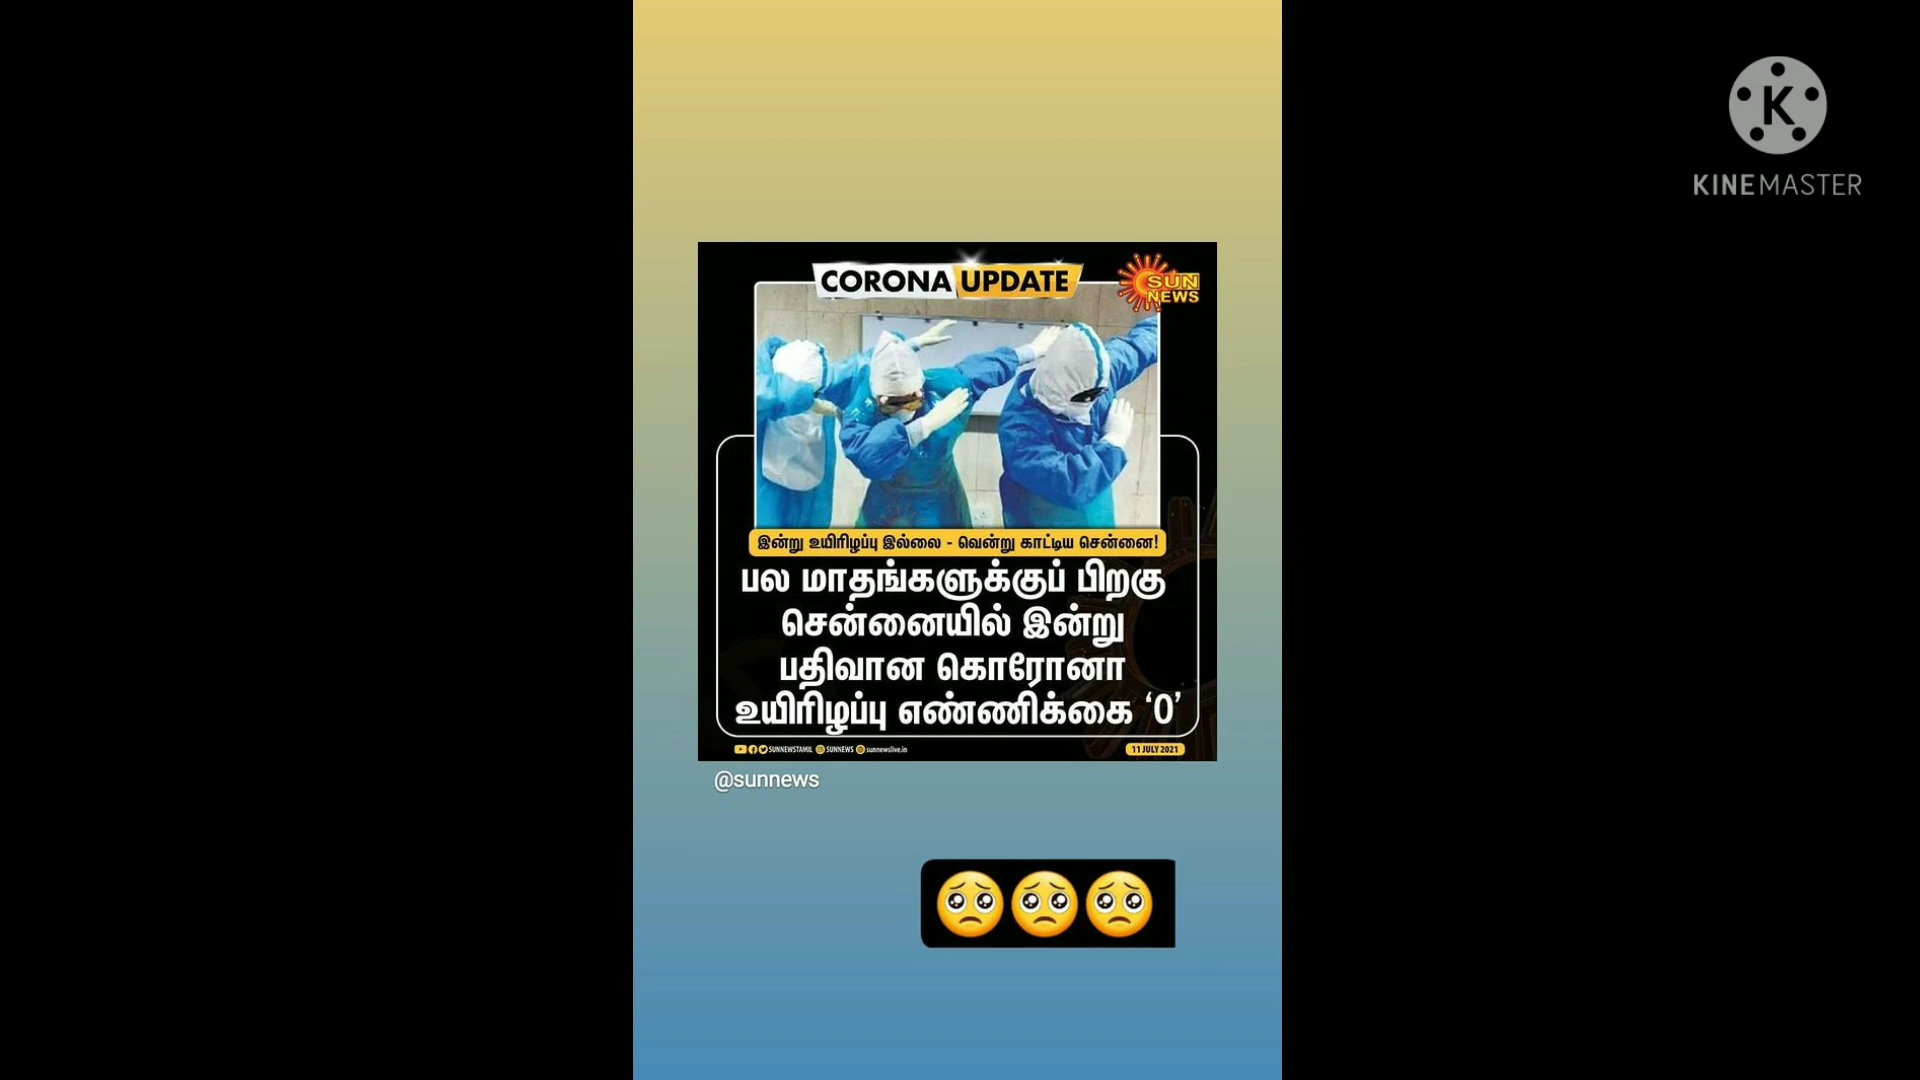 K
KINEMASTER
CORONA UPDATE
SUN
NEWS
இன்று உயிரிழப்பு இல்லை - வென்று காட்டிய சென்னை!
பல மாதங்களுக்குப் பிறகு
சென்னையில் இன்று
பதிவான கொரோனா
உயிரிழப்பு எண்ணிக்கை ‘0’
SUNNEWSTAMIL SUNNEWS sunnewslive.in
11 JULY 2021
@sunnews